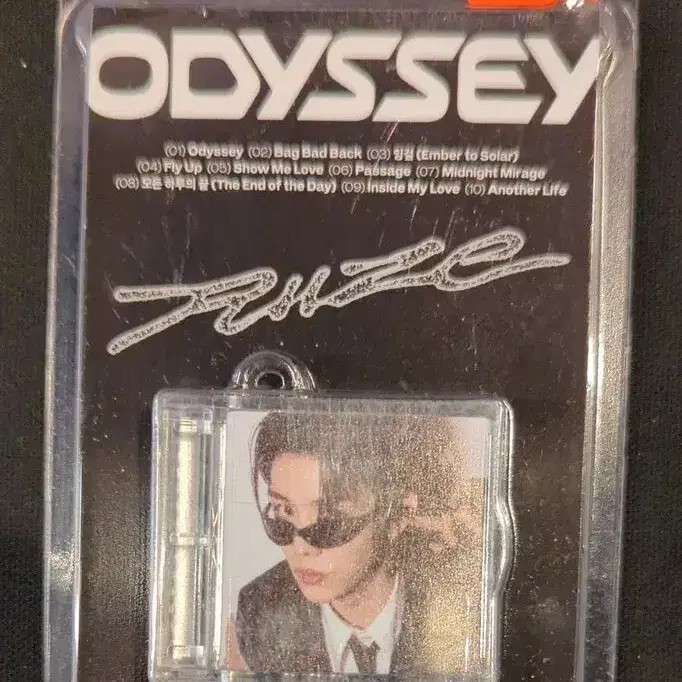 ODYSSEY
(01) Odyssey (02) Bag Bad Back (03) 잉걸 (Ember to Solar)
(04) Fly Up (05) Show Me Love (06) Passage (07) Midnight Mirage
(08) 모든 하루의 끝 (The End of the Day) (09) Inside My Love (10) Another Life
RIIZE